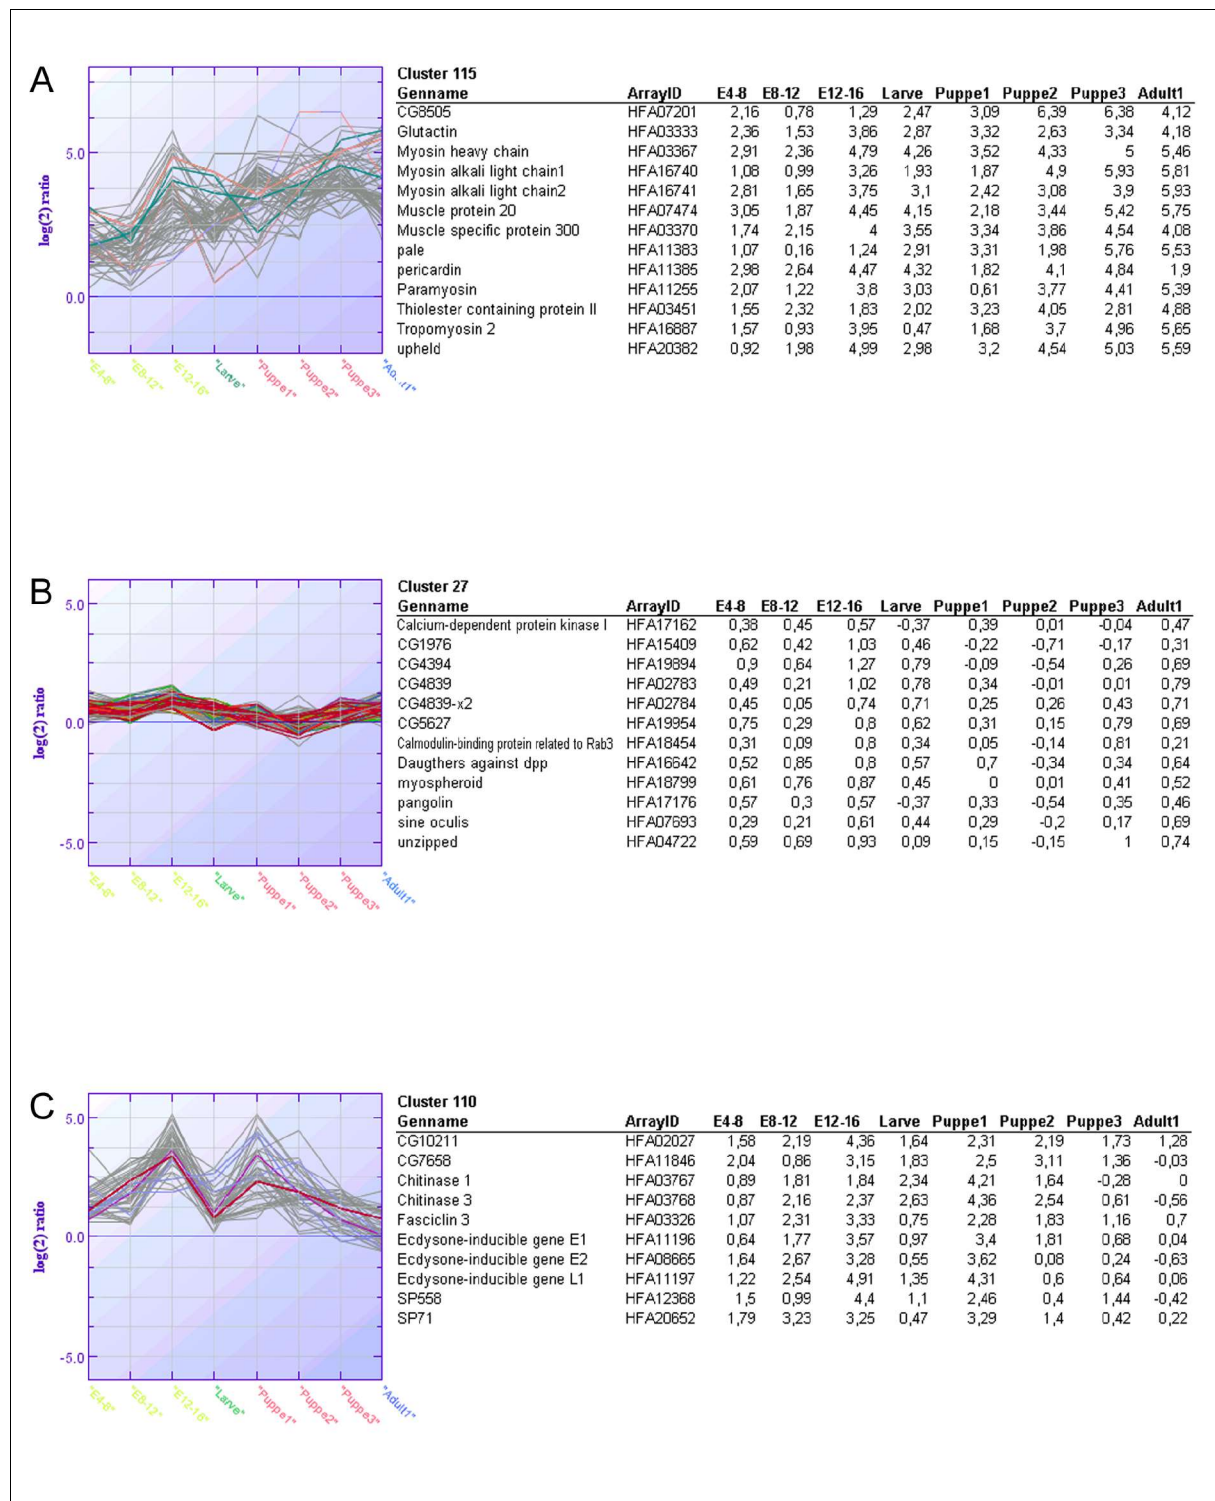 A
Cluster 115
Genname ArrayID E4-8 E8-12 E12-16 Larve Puppe1 Puppe2 Puppe3 Adult1
CG8505 HFA07201 2,16 0,78 1,29 2,47 3,09 6,39 6,38 4,12
Glutactin HFA03333 2,36 1,53 3,86 2,87 3,32 2,63 3,34 4,18
Myosin heavy chain HFA03367 2,91 2,36 4,79 4,26 3,52 4,33 5 5,46
Myosin alkali light chain1 HFA16740 1,08 0,99 3,26 1,93 1,87 4,9 5,93 5,81
Myosin alkali light chain2 HFA16741 2,81 1,65 3,75 3,1 2,42 3,08 3,9 5,93
Muscle protein 20 HFA07474 3,05 1,87 4,45 4,15 2,18 3,44 5,42 5,75
Muscle specific protein 300 HFA03370 1,74 2,15 4 3,55 3,34 3,86 4,54 4,08
pale HFA11383 1,07 0,16 1,24 2,91 3,31 1,98 5,76 5,53
pericardin HFA11385 2,98 2,64 4,47 4,32 1,82 4,1 4,84 1,9
Paramyosin HFA11255 2,07 1,22 3,8 3,03 0,61 3,77 4,41 5,39
Thiolester containing protein II HFA03451 1,55 2,32 1,83 2,02 3,23 4,05 2,81 4,88
Tropomyosin 2 HFA16887 1,57 0,93 3,95 0,47 1,68 3,7 4,96 5,65
upheld HFA20382 0,92 1,98 4,99 2,98 3,2 4,54 5,03 5,59
5.0
0.0
log(2) ratio
"E4-8" "E8-12" "E12-16" "Larve" "Puppe1" "Puppe2" "Puppe3"
B
Cluster 27
Genname ArrayID E4-8 E8-12 E12-16 Larve Puppe1 Puppe2 Puppe3 Adult1
Calcium-dependent protein kinase I HFA17162 0,38 0,45 0,57 -0,37 0,39 0,01 -0,04 0,47
CG1976 HFA15409 0,62 0,42 1,03 0,46 -0,22 -0,71 -0,17 0,31
CG4394 HFA19894 0,9 0,64 1,27 0,79 -0,09 -0,54 0,26 0,69
CG4839 HFA02783 0,49 0,21 1,02 0,78 0,34 -0,01 0,01 0,79
CG4839-x2 HFA02784 0,45 0,05 0,74 0,71 0,25 0,26 0,43 0,71
CG5627 HFA19954 0,75 0,29 0,8 0,62 0,31 0,15 0,79 0,69
Calmodulin-binding protein related to Rab3 HFA18454 0,31 0,09 0,8 0,34 0,05 -0,14 0,81 0,21
Daugthers against dpp HFA16642 0,52 0,85 0,8 0,57 0,7 -0,34 0,34 0,64
myospheroid HFA18799 0,61 0,76 0,87 0,45 0 0,01 0,41 0,52
pangolin HFA17176 0,57 0,3 0,57 -0,37 0,33 -0,54 0,35 0,46
sine oculis HFA07693 0,29 0,21 0,61 0,44 0,29 -0,2 0,17 0,69
unzipped HFA04722 0,59 0,69 0,93 0,09 0,15 -0,15 1 0,74
5.0
0.0
-5.0
log(2) ratio
"E4-8" "E8-12" "E12-16" "Larve" "Puppe1" "Puppe2" "Puppe3" "Adult1"
C
Cluster 110
Genname ArrayID E4-8 E8-12 E12-16 Larve Puppe1 Puppe2 Puppe3 Adult1
CG10211 HFA02027 1,58 2,19 4,36 1,64 2,31 2,19 1,73 1,28
CG7658 HFA11846 2,04 0,86 3,15 1,83 2,5 3,11 1,36 -0,03
Chitinase 1 HFA03767 0,89 1,81 1,84 2,34 4,21 1,64 -0,28 0
Chitinase 3 HFA03768 0,87 2,16 2,37 2,63 4,36 2,54 0,61 -0,56
Fasciclin 3 HFA03326 1,07 2,31 3,33 0,75 2,28 1,83 1,16 0,7
Ecdysone-inducible gene E1 HFA11196 0,64 1,77 3,57 0,97 3,4 1,81 0,68 0,04
Ecdysone-inducible gene E2 HFA08665 1,64 2,67 3,28 0,55 3,62 0,08 0,24 -0,63
Ecdysone-inducible gene L1 HFA11197 1,22 2,54 4,91 1,35 4,31 0,6 0,64 0,06
SP558 HFA12368 1,5 0,99 4,4 1,1 2,46 0,4 1,44 -0,42
SP71 HFA20652 1,79 3,23 3,25 0,47 3,29 1,4 0,42 0,22
5.0
0.0
-5.0
log(2) ratio
"E4-8" "E8-12" "E12-16" "Larve" "Puppe1" "Puppe2" "Puppe3" "Adult1"